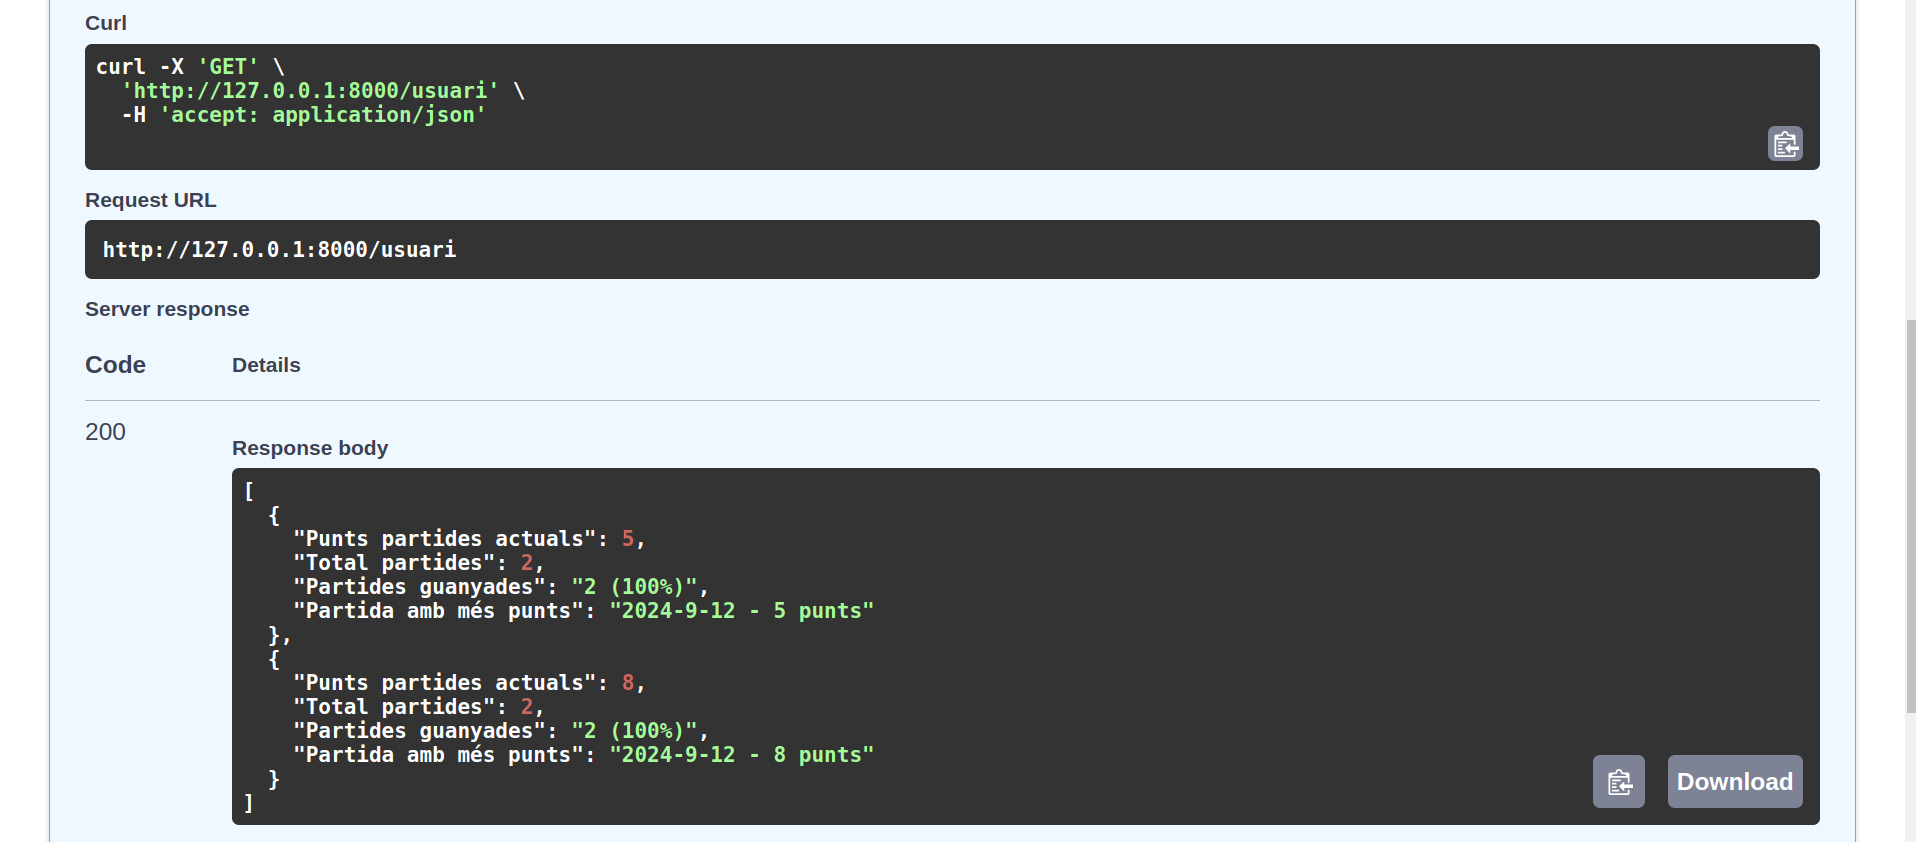 Curl
curl -X 'GET' \
  'http://127.0.0.1:8000/usuari' \
  -H 'accept: application/json'
Request URL
http://127.0.0.1:8000/usuari
Server response
Code Details
200
Response body
[
  {
    "Punts partides actuals": 5,
    "Total partides": 2,
    "Partides guanyades": "2 (100%)",
    "Partida amb més punts": "2024-9-12 - 5 punts"
  },
  {
    "Punts partides actuals": 8,
    "Total partides": 2,
    "Partides guanyades": "2 (100%)",
    "Partida amb més punts": "2024-9-12 - 8 punts"
  }
]
Download